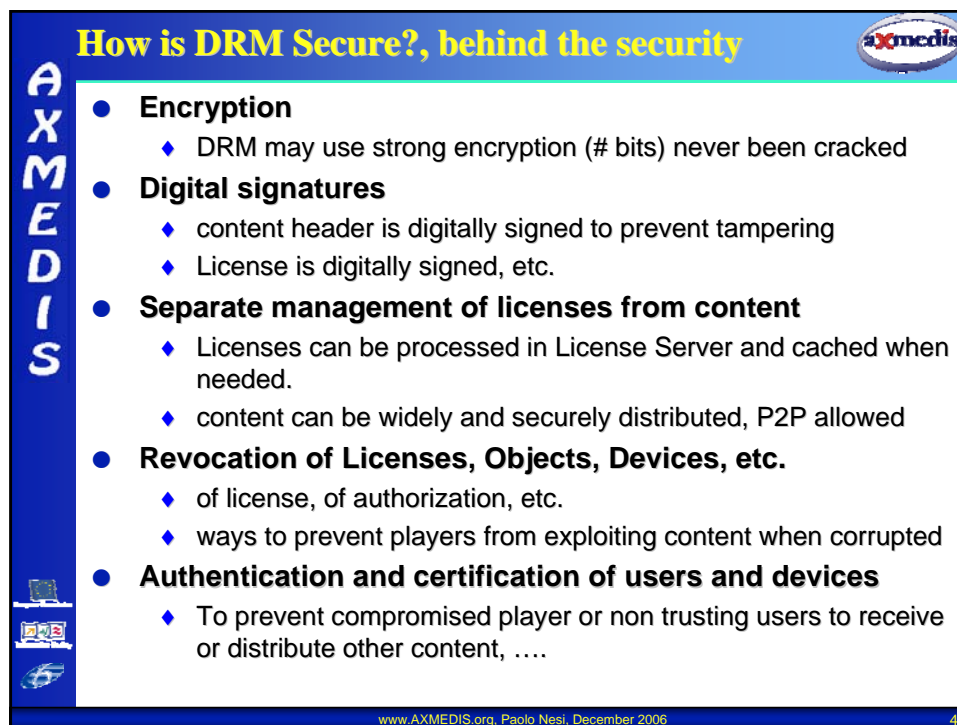 How is DRM Secure?, behind the security
axmedis
AXMEDIS
Encryption
DRM may use strong encryption (# bits) never been cracked
Digital signatures
content header is digitally signed to prevent tampering
License is digitally signed, etc.
Separate management of licenses from content
Licenses can be processed in License Server and cached when
needed.
content can be widely and securely distributed, P2P allowed
Revocation of Licenses, Objects, Devices, etc.
of license, of authorization, etc.
ways to prevent players from exploiting content when corrupted
Authentication and certification of users and devices
To prevent compromised player or non trusting users to receive
or distribute other content, ….
www.AXMEDIS.org, Paolo Nesi, December 2006
4